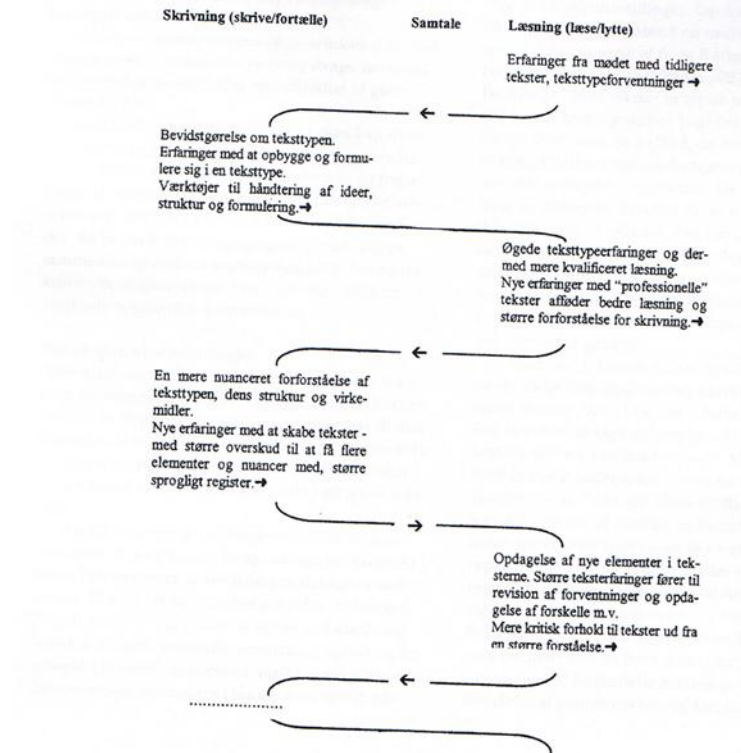 Skrivning (skrive/fortælle) Samtale Læsning (læse/lytte)
Erfaringer fra mødet med tidligere
tekster, teksttypeforventninger ➔
←
Bevidstgørelse om teksttypen.
Erfaringer med at opbygge og formu-
lere sig i en teksttype.
Værktøjer til håndtering af ideer,
struktur og formulering.➔
Øgede teksttypeerfaringer og der-
med mere kvalificeret læsning.
Nye erfaringer med "professionelle"
tekster afføder bedre læsning og
større forforståelse for skrivning.➔
←
En mere nuanceret forforståelse af
teksttypen, dens struktur og virke-
midler.
Nye erfaringer med at skabe tekster -
med større overskud til at få flere
elementer og nuancer med, større
sprogligt register.➔
→
Opdagelse af nye elementer i tek-
sterne. Større teksterfaringer fører til
revision af forventninger og opda-
gelse af forskelle m.v.
Mere kritisk forhold til tekster ud fra
en større forståelse.➔
←
....................